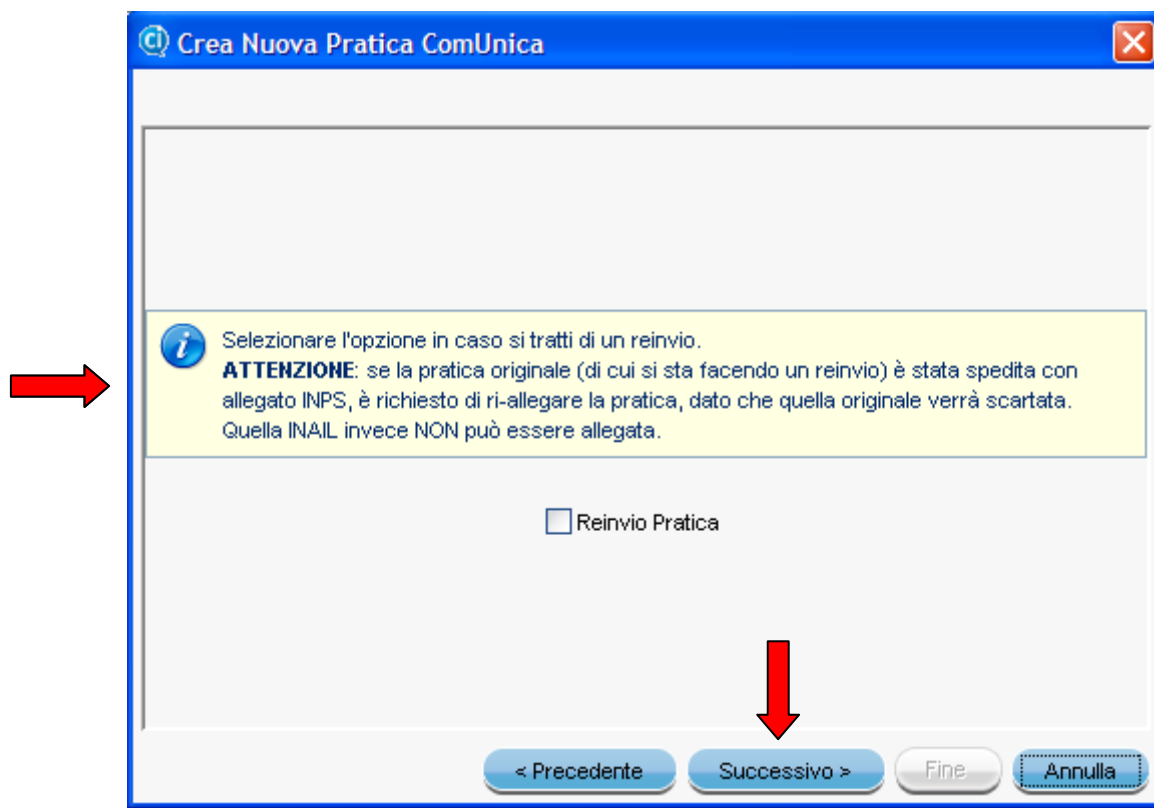 Crea Nuova Pratica ComUnica
Selezionare l'opzione in caso si tratti di un reinvio.
ATTENZIONE: se la pratica originale (di cui si sta facendo un reinvio) è stata spedita con
allegato INPS, è richiesto di ri-allegare la pratica, dato che quella originale verrà scartata.
Quella INAIL invece NON può essere allegata.
Reinvio Pratica
< Precedente Successivo > Fine Annulla